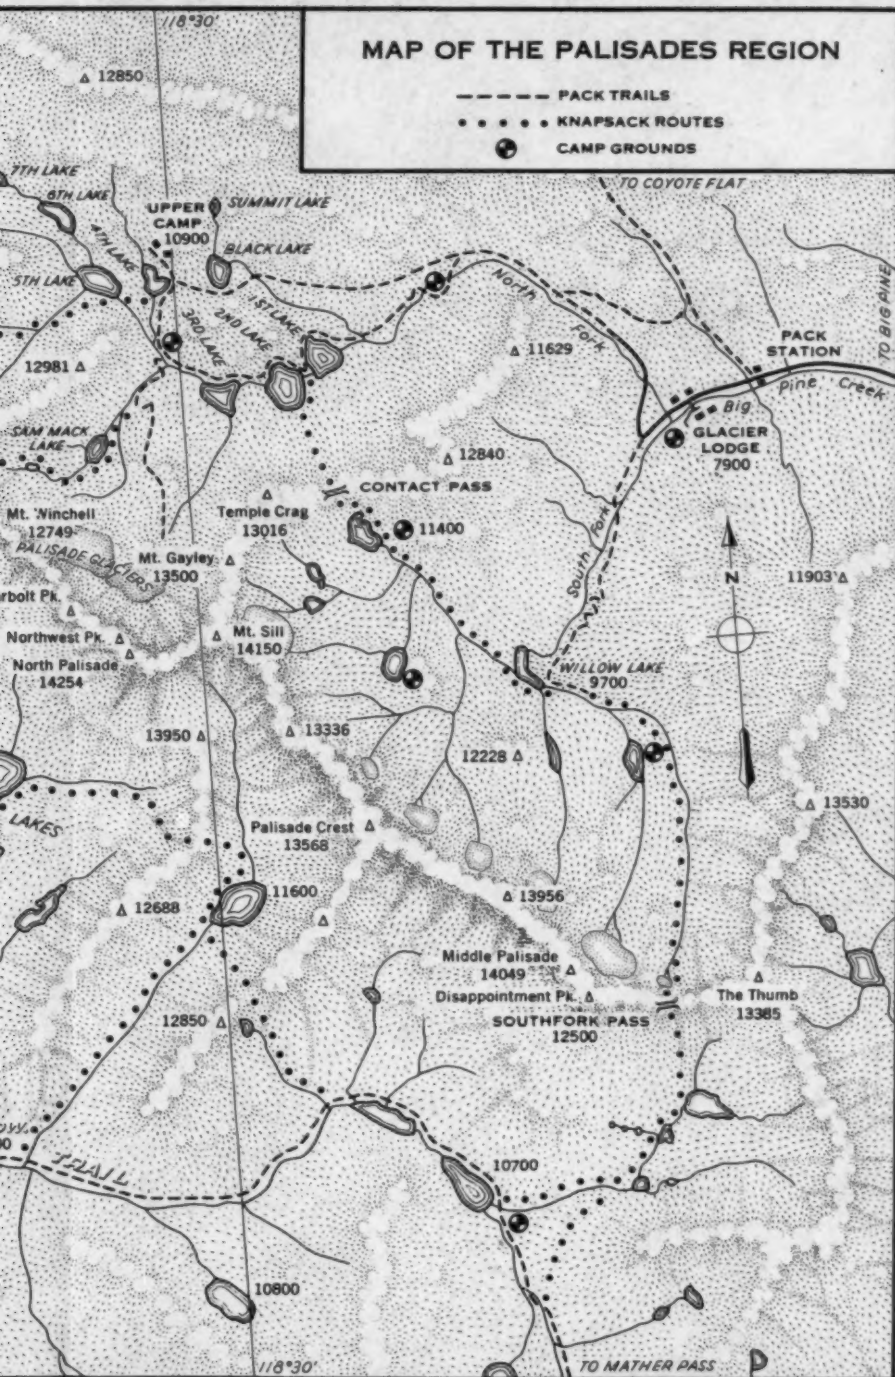 118°30'
MAP OF THE PALISADES REGION
PACK TRAILS
KNAPSACK ROUTES
CAMP GROUNDS
12850
7TH LAKE
6TH LAKE
TO COYOTE FLAT
UPPER
CAMP
10900
SUMMIT LAKE
4TH LAKE
BLACK LAKE
5TH LAKE
1ST LAKE
2ND LAKE
3RD LAKE
North
Fork
TO BIG PINE
PACK
STATION
12981
11629
Big Pine Creek
GLACIER
LODGE
7900
SAM MACK
LAKE
12840
CONTACT PASS
Mt. Winchell
12749
Temple Crag
13016
11400
PALISADE GLACIERS
Mt. Gayley
13500
South Fork
N
11903
Pk.
Northwest Pk.
Mt. Sill
14150
North Palisade
14254
WILLOW LAKE
9700
13950
13336
12228
13530
LAKES
Palisade Crest
13568
12688
11600
13956
Middle Palisade
14049
Disappointment Pk.
The Thumb
13385
SOUTHFORK PASS
12500
12850
TRAIL
10700
10800
118°30'
TO MATHER PASS